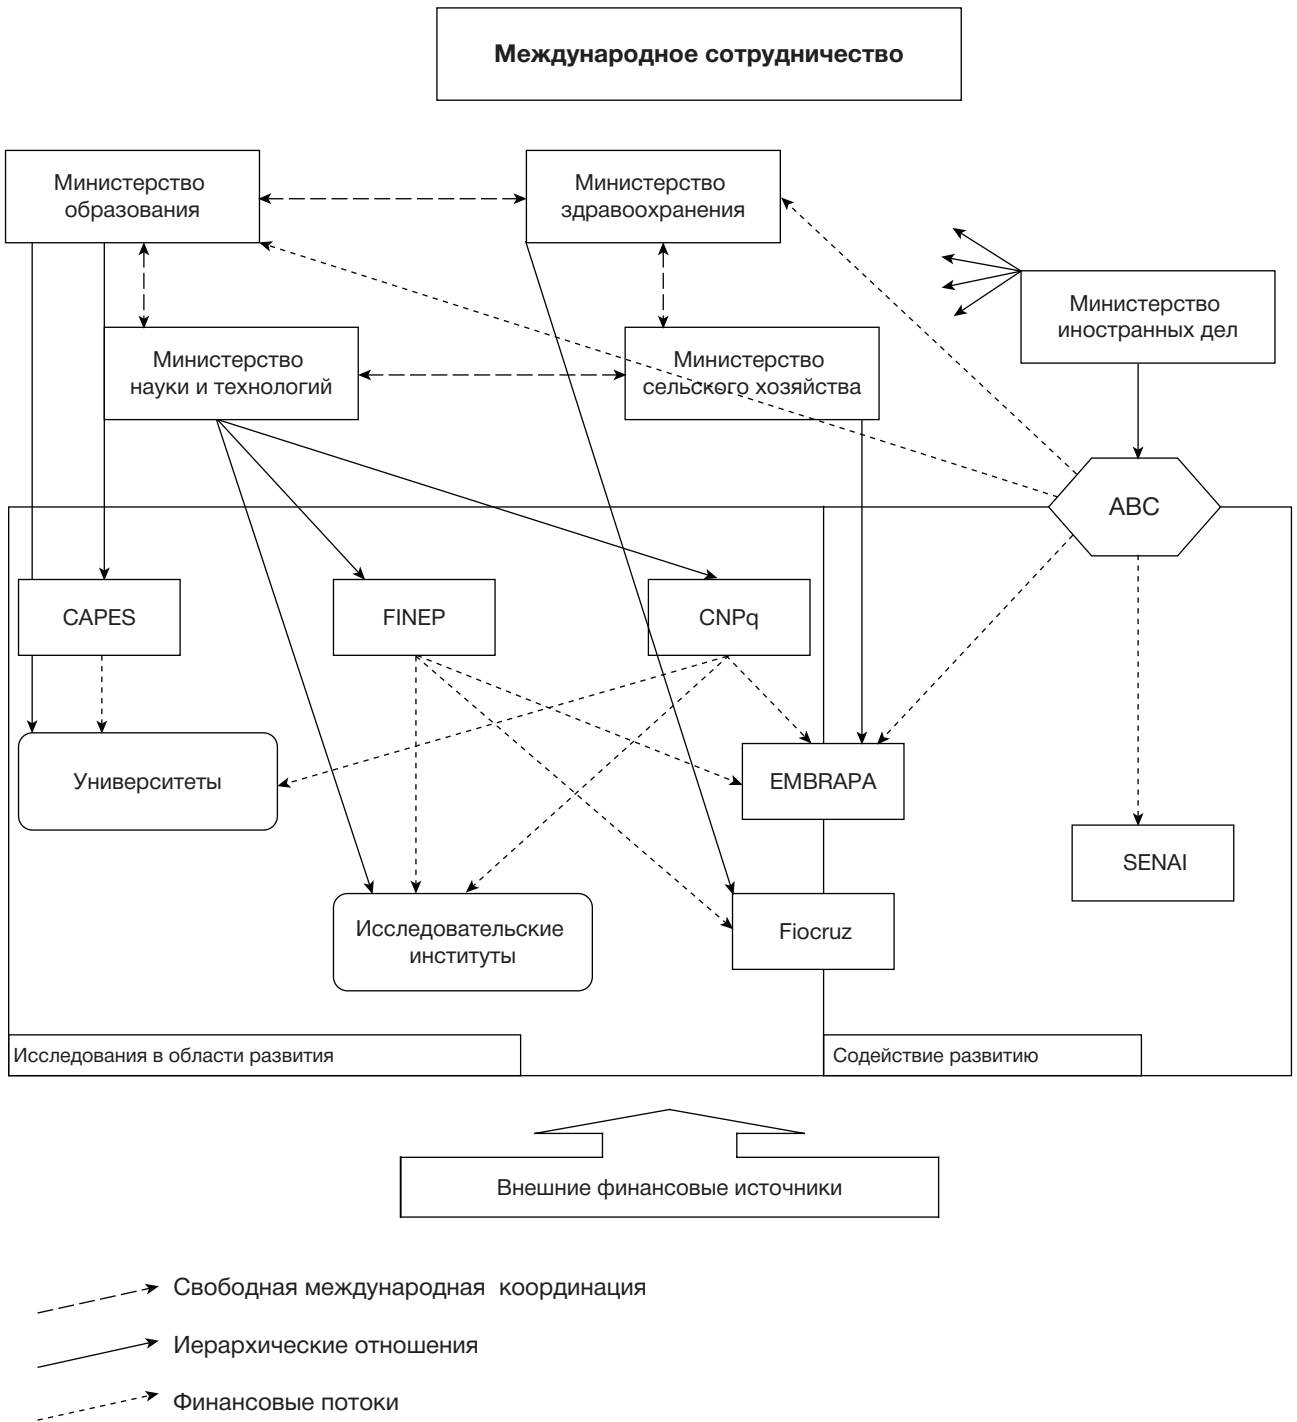 Международное сотрудничество
Министерство
образования
Министерство
здравоохранения
Министерство
иностранных дел
Министерство
науки и технологий
Министерство
сельского хозяйства
ABC
CAPES
FINEP
CNPq
Университеты
EMBRAPA
SENAI
Исследовательские
институты
Fiocruz
Исследования в области развития
Содействие развитию
Внешние финансовые источники
Свободная международная координация
Иерархические отношения
Финансовые потоки